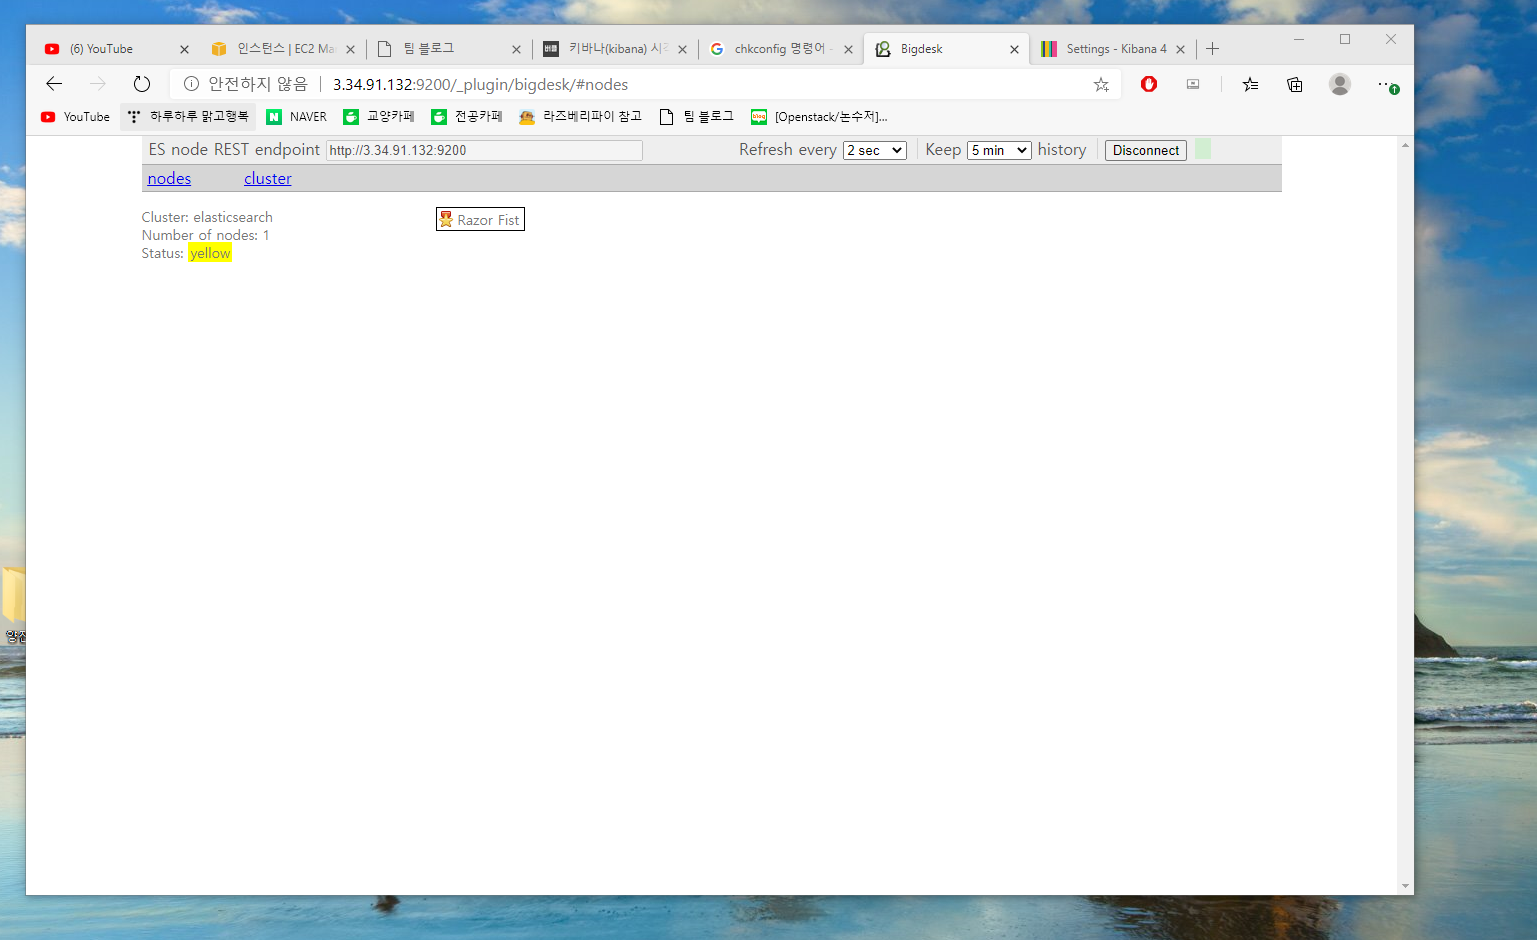 (6) YouTube
인스턴스 | EC2 Ma
팀 블로그
키바나(kibana) 시각
chkconfig 명령어 -
Bigdesk
Settings - Kibana 4
안전하지 않음
3.34.91.132:9200/_plugin/bigdesk/#nodes
YouTube
하루하루 맑고행복
NAVER
교양카페
전공카페
라즈베리파이 참고
팀 블로그
[Openstack/논수저]...
ES node REST endpoint http://3.34.91.132:9200 Refresh every 2 sec Keep 5 min history Disconnect
nodes cluster
Cluster: elasticsearch
Number of nodes: 1
Status: yellow
Razor Fist